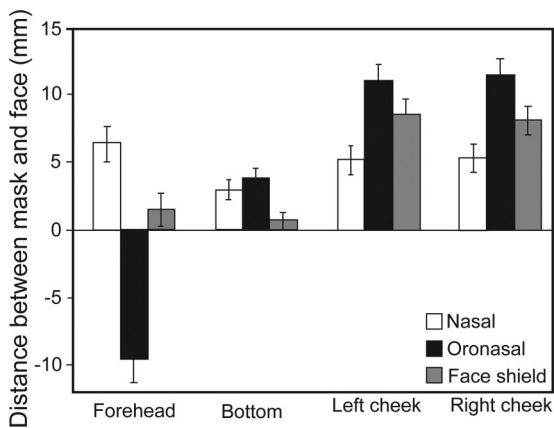 Distance between mask and face (mm)
15
10
5
0
-5
-10
Nasal
Oronasal
Face shield
Forehead
Bottom
Left cheek
Right cheek